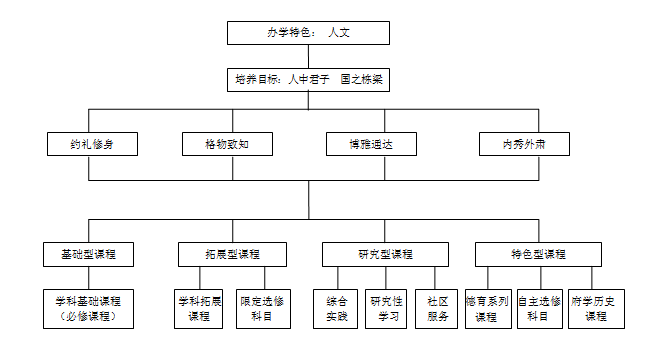 办学特色： 人文
培养目标：人中君子 国之栋梁
约礼修身
格物致知
博雅通达
内秀外肃
基础型课程
拓展型课程
研究型课程
特色型课程
学科基础课程
（必修课程）
学科拓展
课程
限定选修
科目
综合
实践
研究性
学习
社区
服务
德育系列
课程
自主选修
科目
府学历史
课程